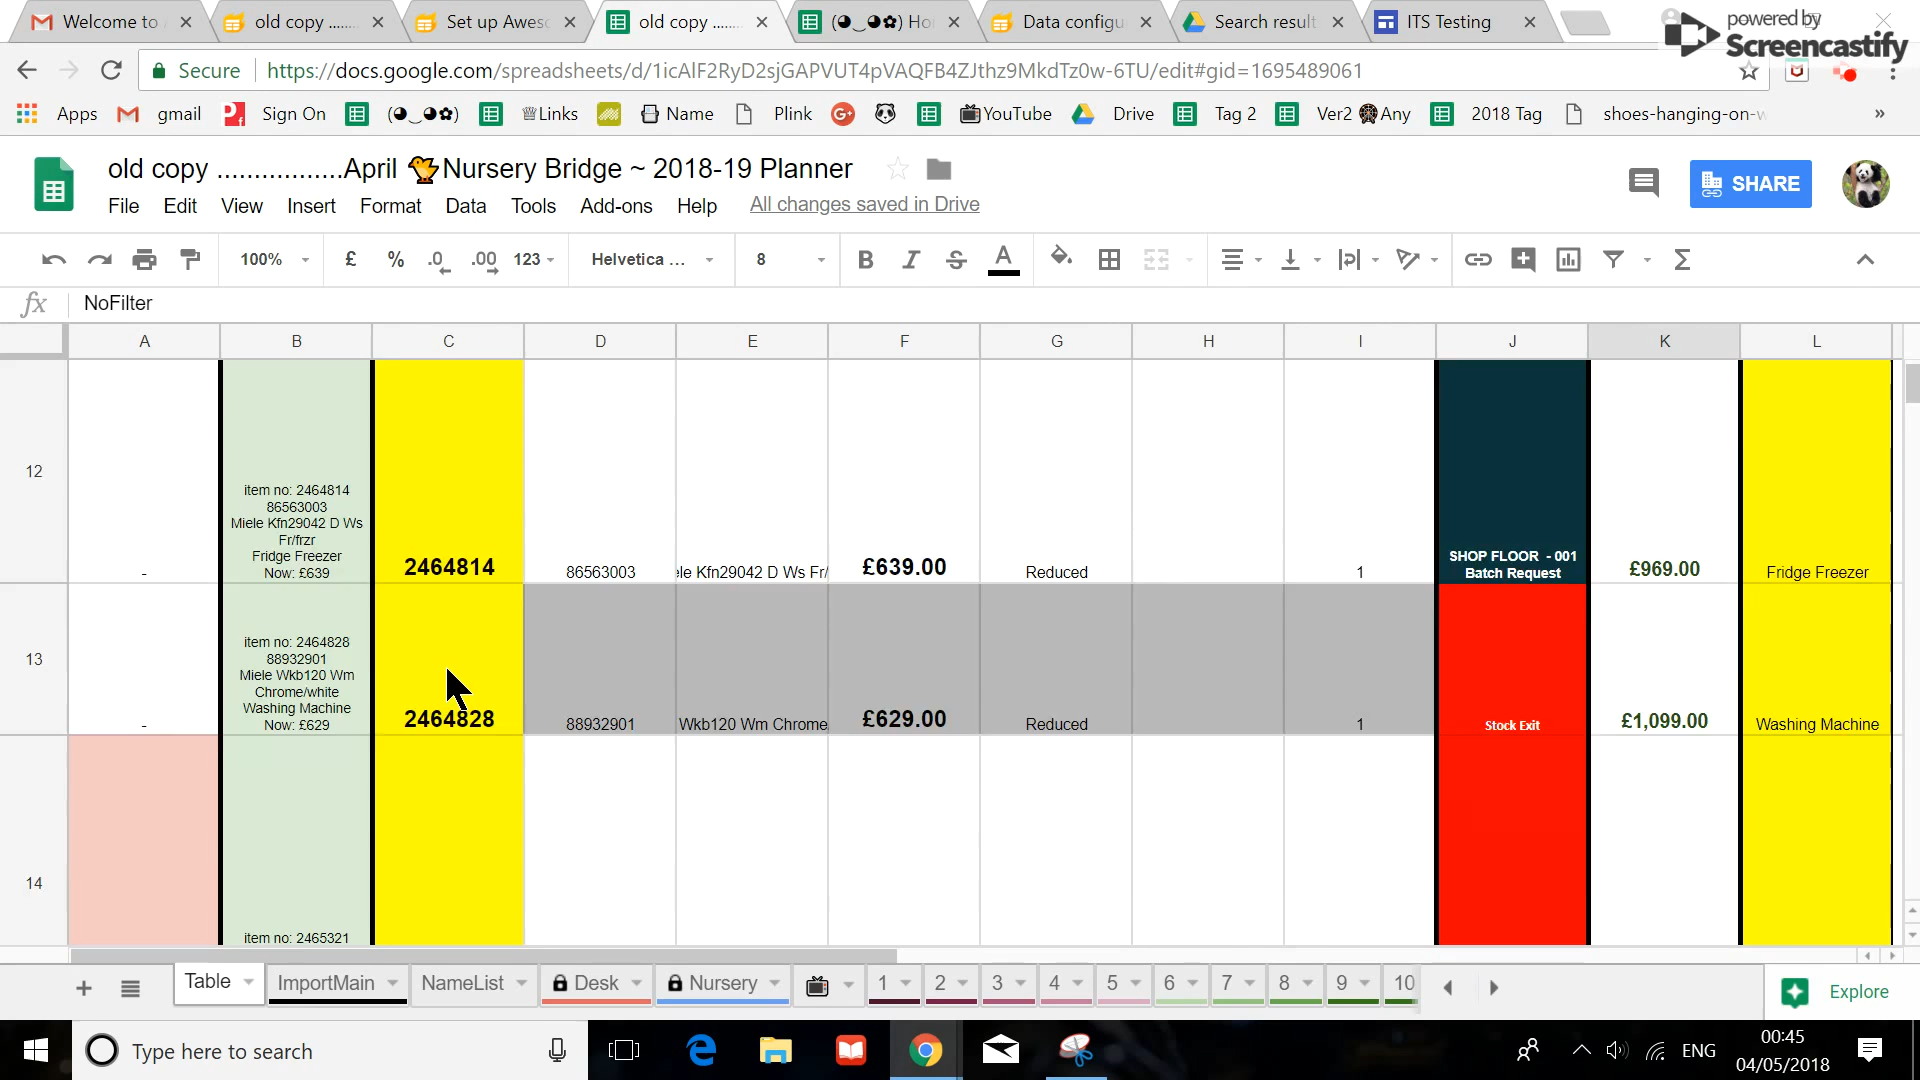 Welcome to
old copy .......
Set up Aweso
old copy .......
Data configu
Search result
ITS Testing
powered by
Screencastify
Secure
https://docs.google.com/spreadsheets/d/1icAlF2RyD2sjGAPVUT4pVAQFB4ZJthz9MkdTz0w-6TU/edit#gid=1695489061
Apps
gmail
Sign On
(◕‿◕✿)
♕Links
Name
Plink
YouTube
Drive
Tag 2
Ver2 Any
2018 Tag
shoes-hanging-on-w
»
old copy .................April 🐤Nursery Bridge ~ 2018-19 Planner
SHARE
File Edit View Insert Format Data Tools Add-ons Help All changes saved in Drive
100% £ % .0 .00 123 Helvetica ... 8 B I S A Σ
fx NoFilter
A B C D E F G H I J K L
12
-
item no: 2464814
86563003
Miele Kfn29042 D Ws
Fr/frzr
Fridge Freezer
Now: £639
2464814
86563003
ele Kfn29042 D Ws Fr/
£639.00
Reduced
1
SHOP FLOOR - 001
Batch Request
£969.00
Fridge Freezer
13
-
item no: 2464828
88932901
Miele Wkb120 Wm
Chrome/white
Washing Machine
Now: £629
2464828
88932901
Wkb120 Wm Chrome
£629.00
Reduced
1
Stock Exit
£1,099.00
Washing Machine
14
item no: 2465321
Table ImportMain NameList Desk Nursery 1 2 3 4 5 6 7 8 9 10
Explore
Type here to search
ENG
00:45
04/05/2018